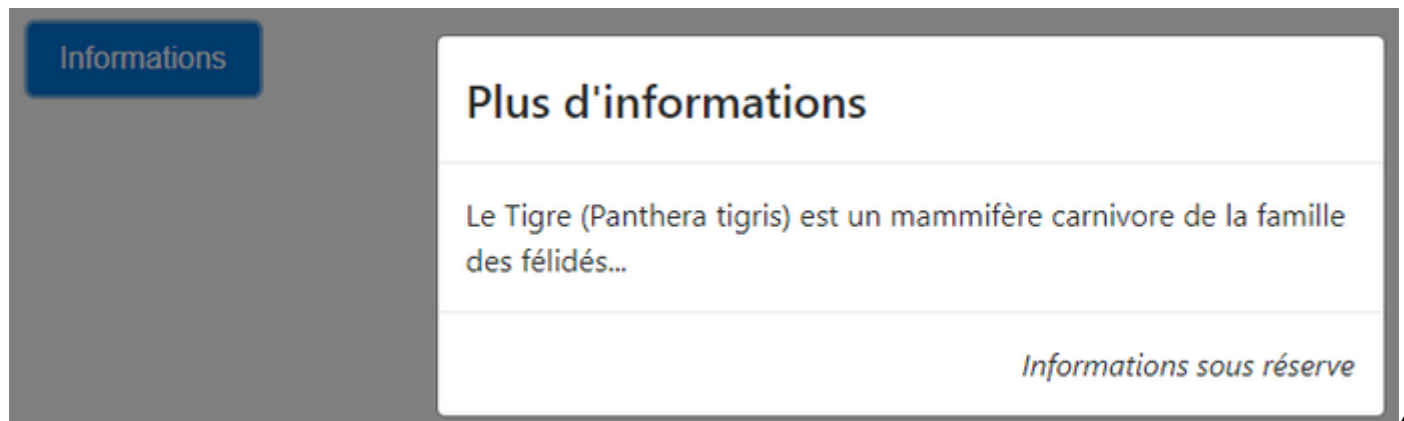 Informations
Plus d'informations
Le Tigre (Panthera tigris) est un mammifère carnivore de la famille
des félidés...
Informations sous réserve